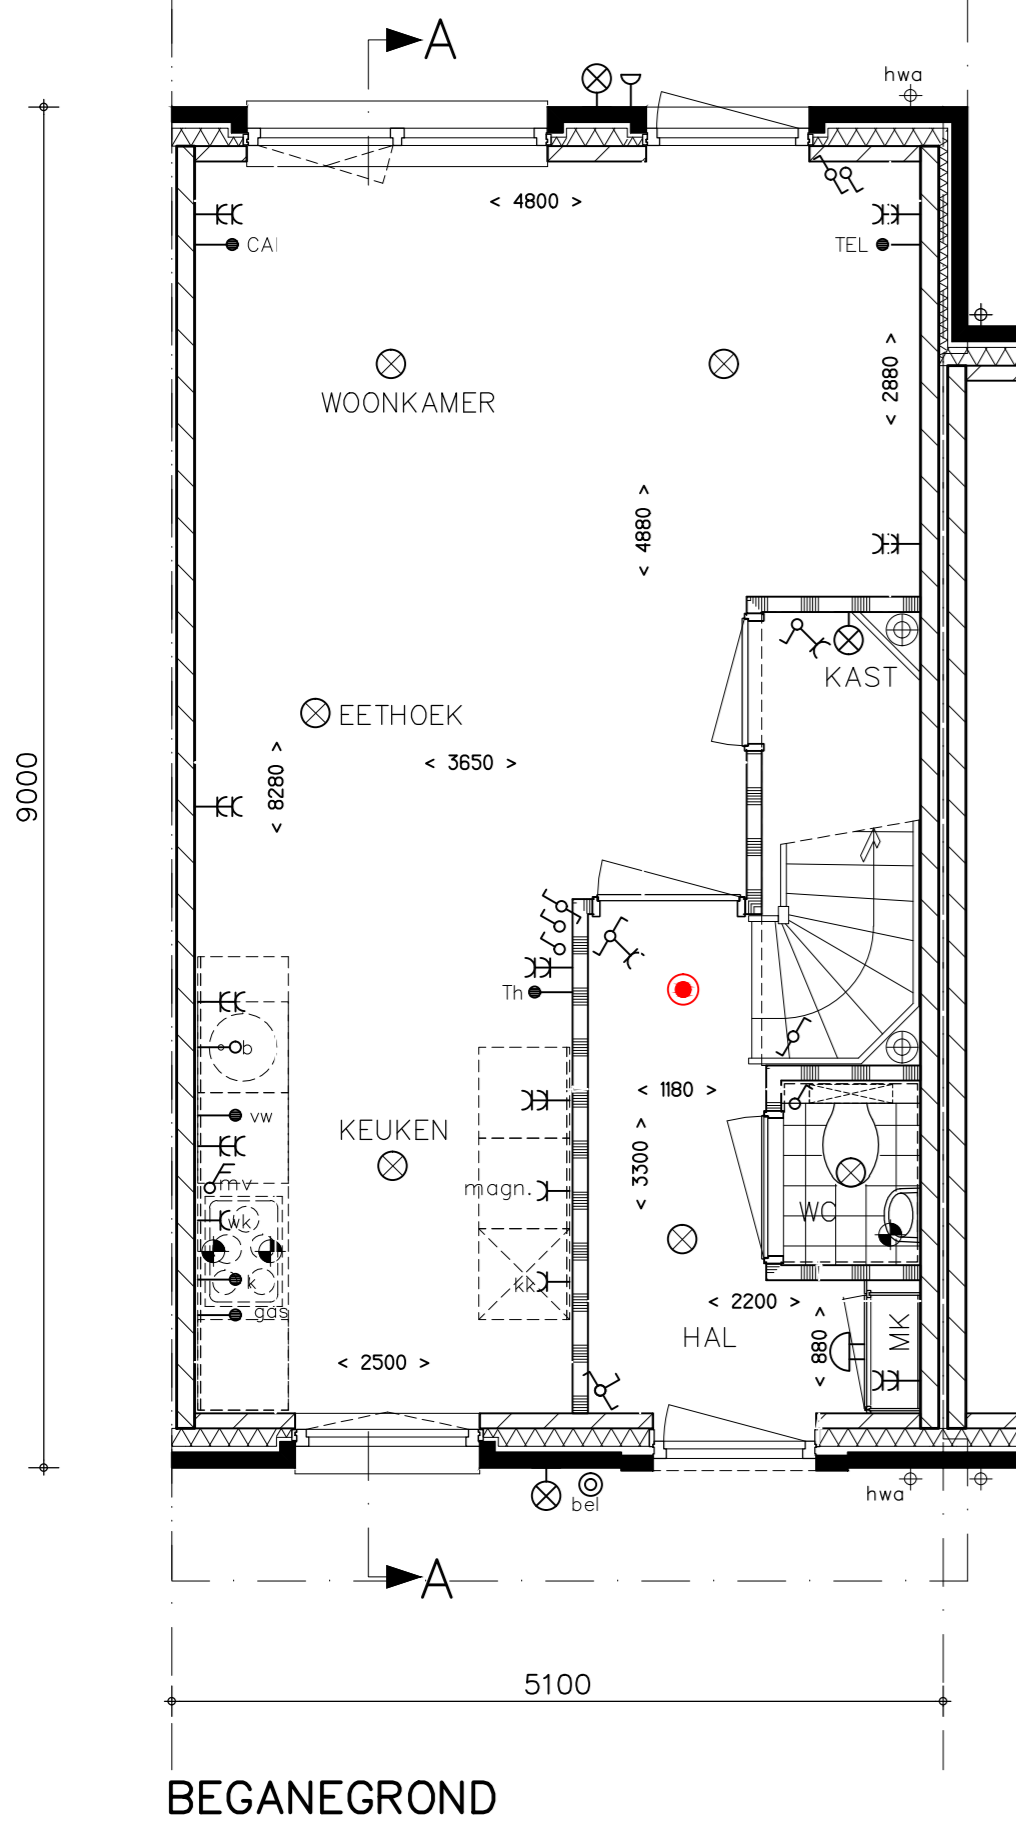 A
hwa
< 4800 >
CAI
TEL
< 2880 >
WOONKAMER
< 4880 >
KAST
EETHOEK
< 3650 >
< 8280 >
9000
Th
b
< 1180 >
vw
KEUKEN
< 3300 >
mv
magn.
wk
WC
k
kk
< 2200 >
gas
HAL
< 880 >
MK
< 2500 >
hwa
bel
A
5100
BEGANEGROND